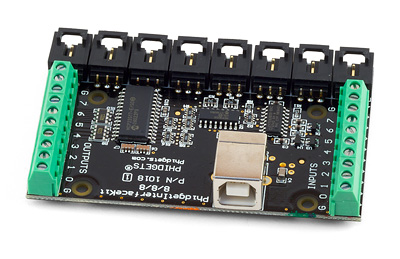 G 7 6 5 4 3 2 1 0 G
OUTPUTS
G 0 1 2 3 4 5 6 7 G
INPUTS
PhidgetInterfaceKit
8/8/8
P/N 1018
PHIDGETS®
Phidgets.com